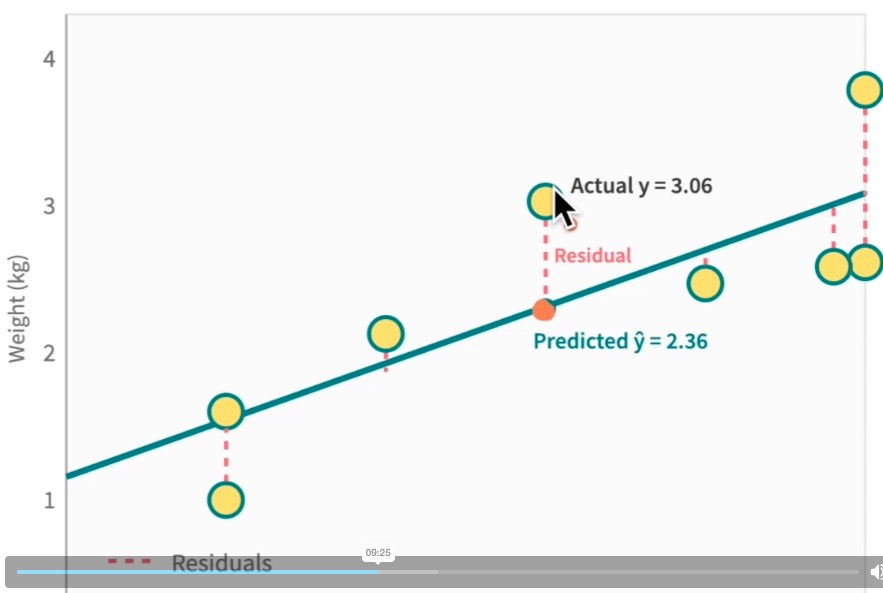 4
Actual y = 3.06
3
Residual
Predicted ŷ = 2.36
Weight (kg)
2
1
09:25
Residuals